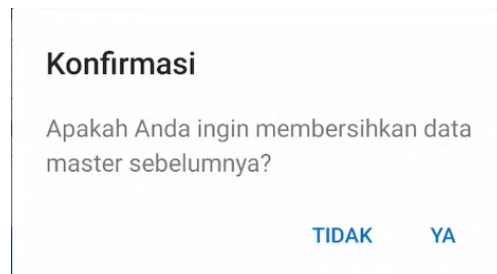 Konfirmasi
Apakah Anda ingin membersihkan data
master sebelumnya?
TIDAK YA